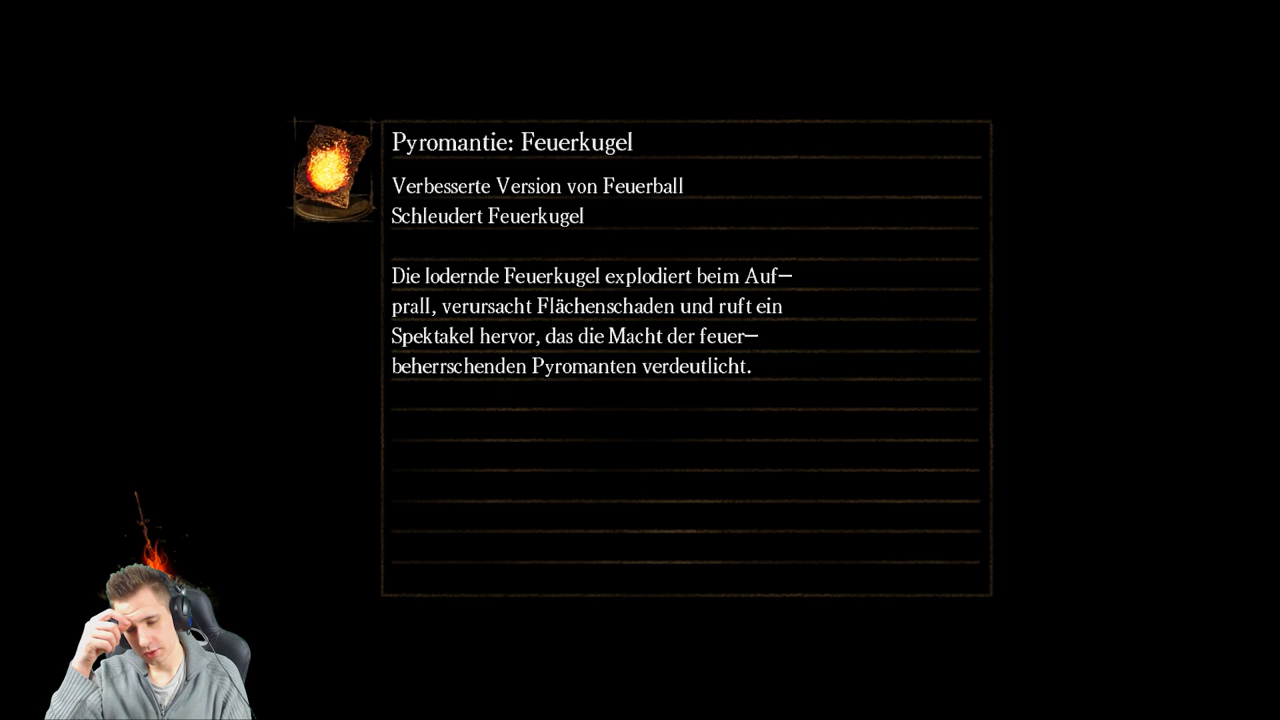 Pyromantie: Feuerkugel
Verbesserte Version von Feuerball
Schleudert Feuerkugel
Die lodernde Feuerkugel explodiert beim Auf–
prall, verursacht Flächenschaden und ruft ein
Spektakel hervor, das die Macht der feuer–
beherrschenden Pyromanten verdeutlicht.